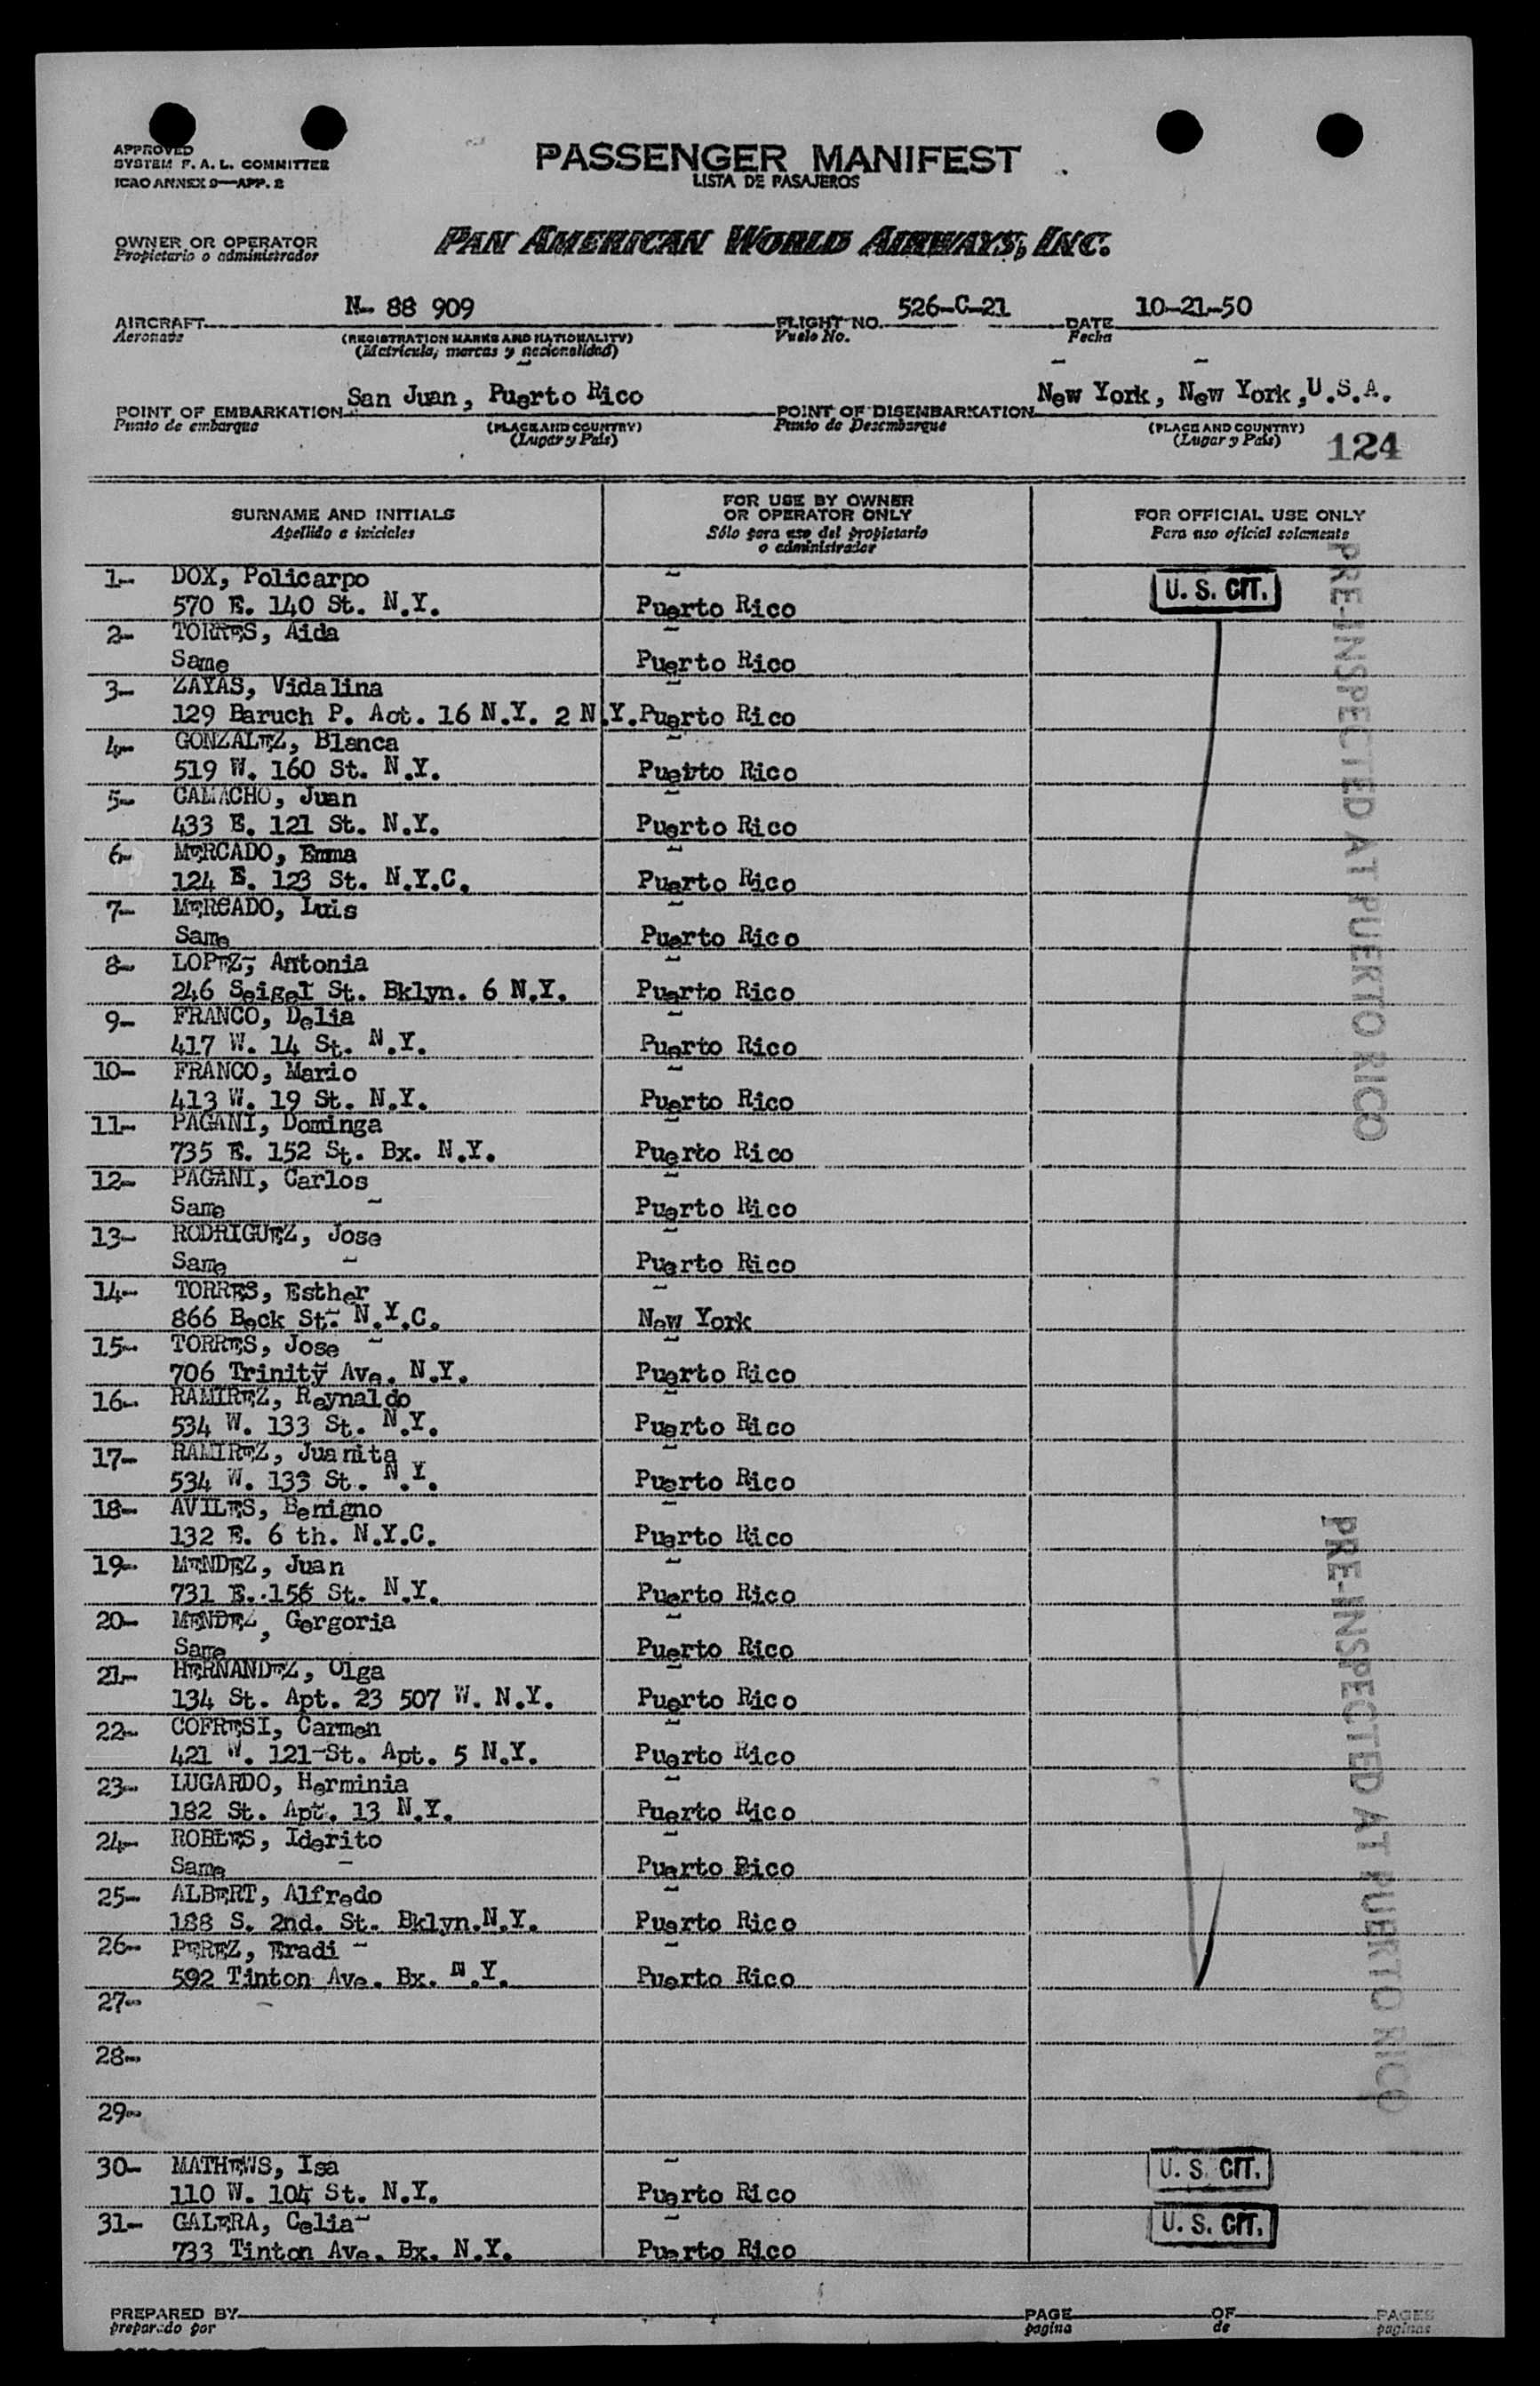 APPROVED
SYSTEM F. A. L. COMMITTEE
ICAO ANNEX 9—APP. 2
PASSENGER MANIFEST
LISTA DE PASAJEROS
OWNER OR OPERATOR
Propietario o administrador
PAN AMERICAN WORLD AIRWAYS, INC.
AIRCRAFT N- 88 909 FLIGHT NO. 526-C-21 DATE 10-21-50
Aeronave (REGISTRATION MARKS AND NATIONALITY) Vuelo No. Fecha
(Matricula, marcas y nacionalidad)
POINT OF EMBARKATION San Juan, Puerto Rico POINT OF DISEMBARKATION New York, New York, U.S.A.
Punto de embarque (PLACE AND COUNTRY) Punto de Desembarque (PLACE AND COUNTRY)
(Lugar y País) (Lugar y País) 124
SURNAME AND INITIALS FOR USE BY OWNER OR OPERATOR ONLY FOR OFFICIAL USE ONLY
Apellido e iniciales Sólo para uso del propietario o administrador Para uso oficial solamente
1- DOX, Policarpo U. S. CIT.
570 E. 140 St. N.Y. Puerto Rico
2- TORRES, Aida
Same Puerto Rico
3- ZAYAS, Vidalina
129 Baruch P. Act. 16 N.Y. 2 N.Y. Puerto Rico
4- GONZALEZ, Blanca
519 W. 160 St. N.Y. Puerto Rico
5- CAMACHO, Juan
433 E. 121 St. N.Y. Puerto Rico
6- MERCADO, Emma
124 E. 123 St. N.Y.C. Puerto Rico
7- MERCADO, Luis
Same Puerto Rico
8- LOPEZ, Antonia
246 Seigel St. Bklyn. 6 N.Y. Puerto Rico
9- FRANCO, Delia
417 W. 14 St. N.Y. Puerto Rico
10- FRANCO, Mario
413 W. 19 St. N.Y. Puerto Rico
11- PAGANI, Dominga
735 E. 152 St. Bx. N.Y. Puerto Rico
12- PAGANI, Carlos
Same Puerto Rico
13- RODRIGUEZ, Jose
Same Puerto Rico
14- TORRES, Esther
866 Beck St. N.Y.C. New York
15- TORRES, Jose
706 Trinity Ave. N.Y. Puerto Rico
16- RAMIREZ, Reynaldo
534 W. 133 St. N.Y. Puerto Rico
17- RAMIREZ, Juanita
534 W. 133 St. N.Y. Puerto Rico
18- AVILES, Benigno
132 E. 6 th. N.Y.C. Puerto Rico
19- MENDEZ, Juan
731 E. 156 St. N.Y. Puerto Rico
20- MENDEZ, Gergoria
Same Puerto Rico
21- HERNANDEZ, Olga
134 St. Apt. 23 507 W. N.Y. Puerto Rico
22- COFRESI, Carmen
421 W. 121-St. Apt. 5 N.Y. Puerto Rico
23- LUGARDO, Herminia
182 St. Apt. 13 N.Y. Puerto Rico
24- ROBLES, Iderito
Same Puerto Rico
25- ALBERT, Alfredo
188 S. 2nd. St. Bklyn. N.Y. Puerto Rico
26- PEREZ, Eradi
592 Tinton Ave. Bx. N.Y. Puerto Rico
27-
28-
29-
30- MATHEWS, Isa U. S. CIT.
110 W. 104 St. N.Y. Puerto Rico
31- GALERA, Celia U. S. CIT.
733 Tinton Ave. Bx. N.Y. Puerto Rico
PRE-INSPECTED AT PUERTO RICO
PRE-INSPECTED AT PUERTO RICO
PREPARED BY PAGE OF PAGES
preparado por pagina de paginas